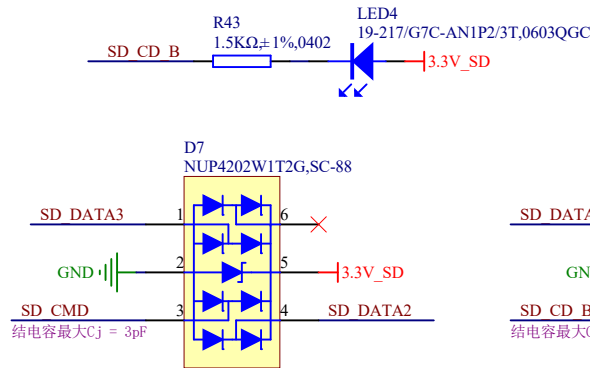 R43
1.5KΩ,±1%,0402
LED4
19-217/G7C-AN1P2/3T,0603QGC
SD_CD_B
3.3V_SD
D7
NUP4202W1T2G,SC-88
SD_DATA3
1
6
SD_DATA
GND
2
5
3.3V_SD
GN
SD_CMD
3
4
SD_DATA2
SD_CD_B
结电容最大Cj = 3pF
结电容最大